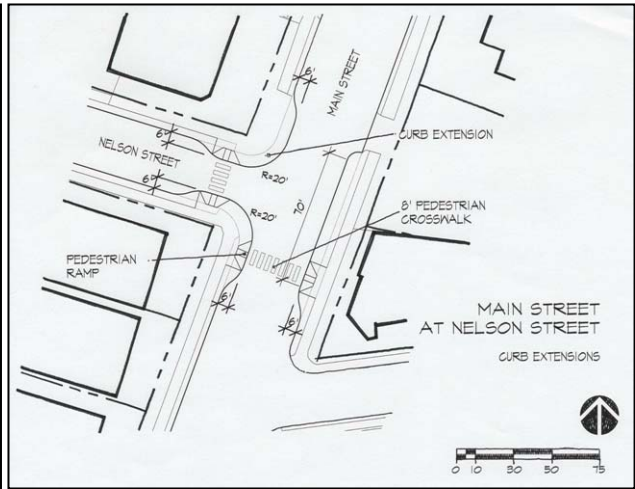 6'
MAIN STREET
CURB EXTENSION
6'
NELSON STREET
R=20'
6'
R=20'
70'
8' PEDESTRIAN
CROSSWALK
PEDESTRIAN
RAMP
6'
6'
MAIN STREET
AT NELSON STREET
CURB EXTENSIONS
0 10 30 50 75